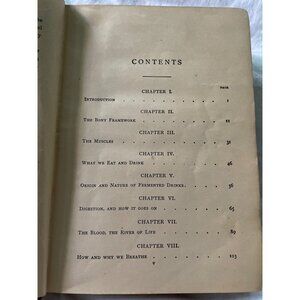 CONTENTS
PAGE
CHAPTER I.
INTRODUCTION . . . . . . . . 1
CHAPTER II.
THE BONY FRAMEWORK . . . . . . 11
CHAPTER III.
THE MUSCLES . . . . . . . . 31
CHAPTER IV.
WHAT WE EAT AND DRINK . . . . . 46
CHAPTER V.
ORIGIN AND NATURE OF FERMENTED DRINKS . . . 56
CHAPTER VI.
DIGESTION, AND HOW IT GOES ON . . . . 65
CHAPTER VII.
THE BLOOD, THE RIVER OF LIFE . . . . 89
CHAPTER VIII.
HOW AND WHY WE BREATHE . . . . . 113
v